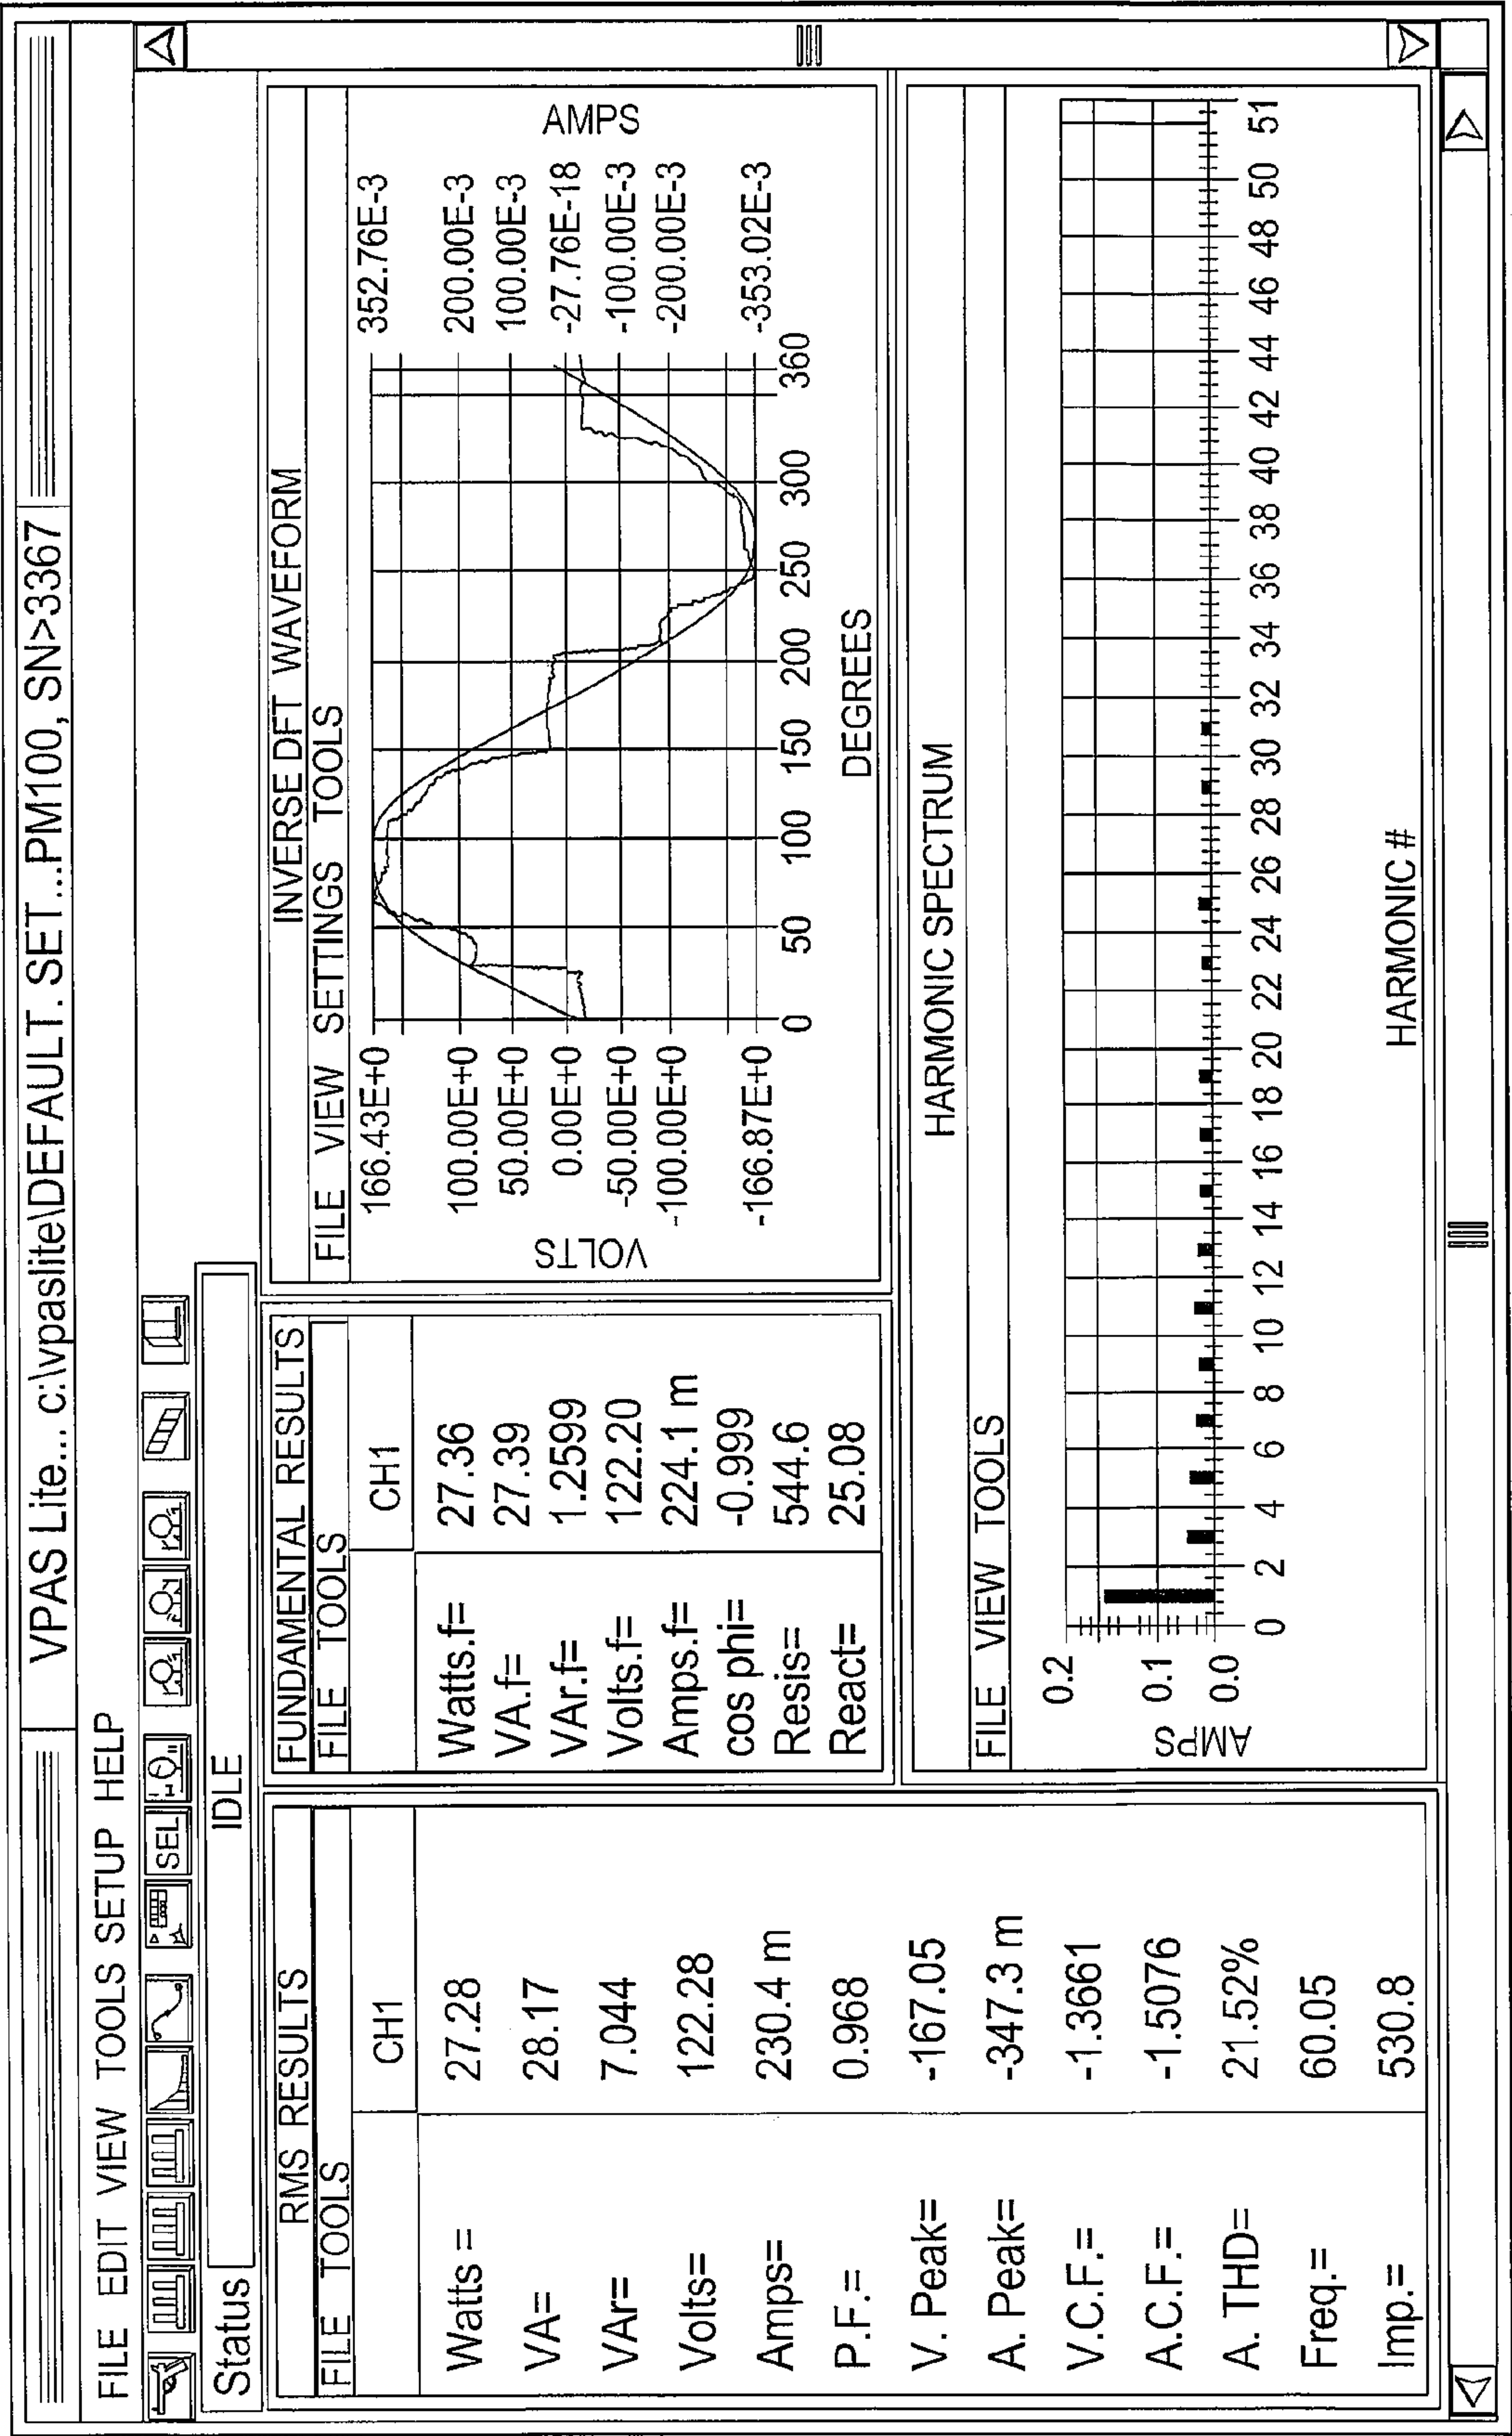 VPAS Lite... c:\vpaslite\DEFAULT. SET...PM100, SN>3367
FILE EDIT VIEW TOOLS SETUP HELP
SEL
Status IDLE
RMS RESULTS
FILE TOOLS
CH1
Watts = 27.28
VA= 28.17
VAr= 7.044
Volts= 122.28
Amps= 230.4 m
P.F.= 0.968
V. Peak= -167.05
A. Peak= -347.3 m
V.C.F.= -1.3661
A.C.F.= -1.5076
A. THD= 21.52%
Freq.= 60.05
Imp.= 530.8
FUNDAMENTAL RESULTS
FILE TOOLS
CH1
Watts.f= 27.36
VA.f= 27.39
VAr.f= 1.2599
Volts.f= 122.20
Amps.f= 224.1 m
cos phi= -0.999
Resis= 544.6
React= 25.08
INVERSE DFT WAVEFORM
FILE VIEW SETTINGS TOOLS
VOLTS
166.43E+0
100.00E+0
50.00E+0
0.00E+0
-50.00E+0
-100.00E+0
-166.87E+0
352.76E-3
200.00E-3
100.00E-3
-27.76E-18
-100.00E-3
-200.00E-3
-353.02E-3
AMPS
0 50 100 150 200 250 300 360
DEGREES
HARMONIC SPECTRUM
FILE VIEW TOOLS
AMPS
0.2
0.1
0.0
0 2 4 6 8 10 12 14 16 18 20 22 24 26 28 30 32 34 36 38 40 42 44 46 48 50 51
HARMONIC #